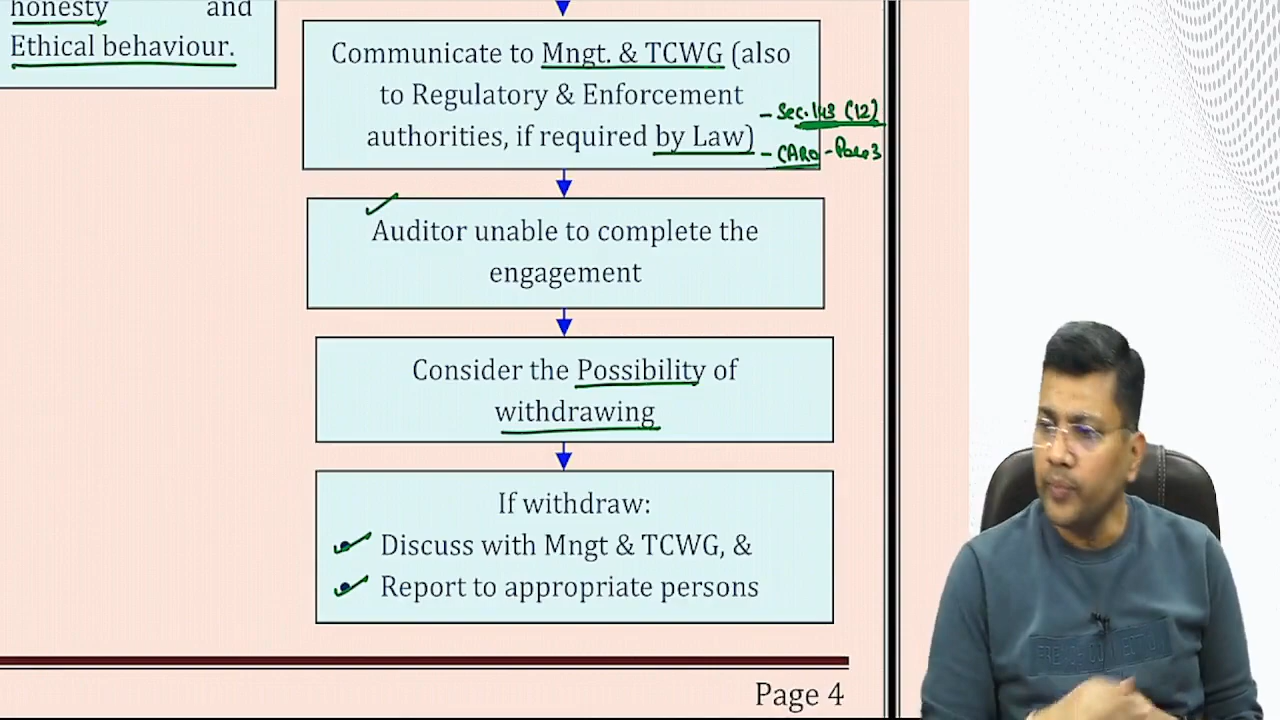 honesty and
Ethical behaviour.
Communicate to Mngt. & TCWG (also
to Regulatory & Enforcement
authorities, if required by Law)
- Sec. 143 (12)
- CARO - Para 3
Auditor unable to complete the
engagement
Consider the Possibility of
withdrawing
If withdraw:
Discuss with Mngt & TCWG, &
Report to appropriate persons
Page 4